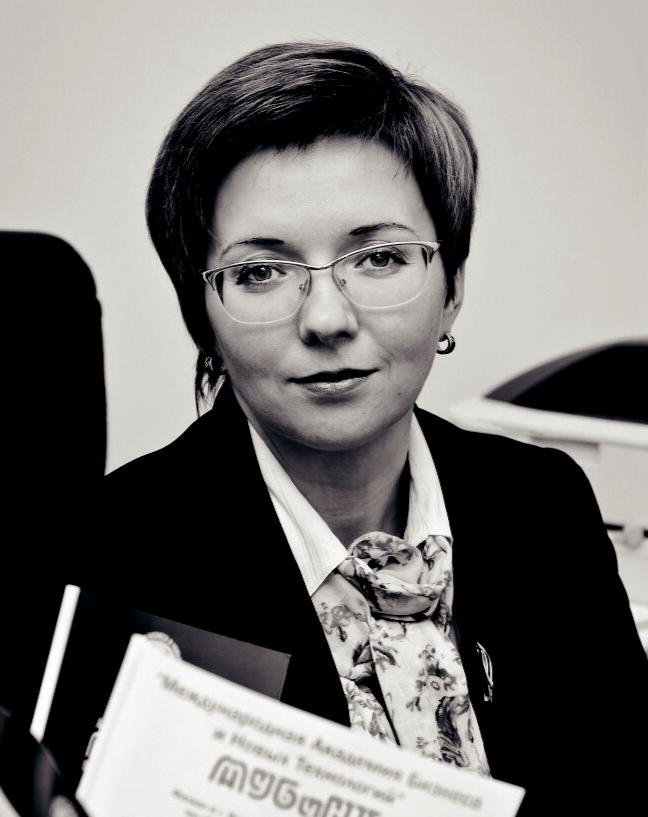 "Международная Академия Бизнеса
и Новых Технологий"
МУБиНТ